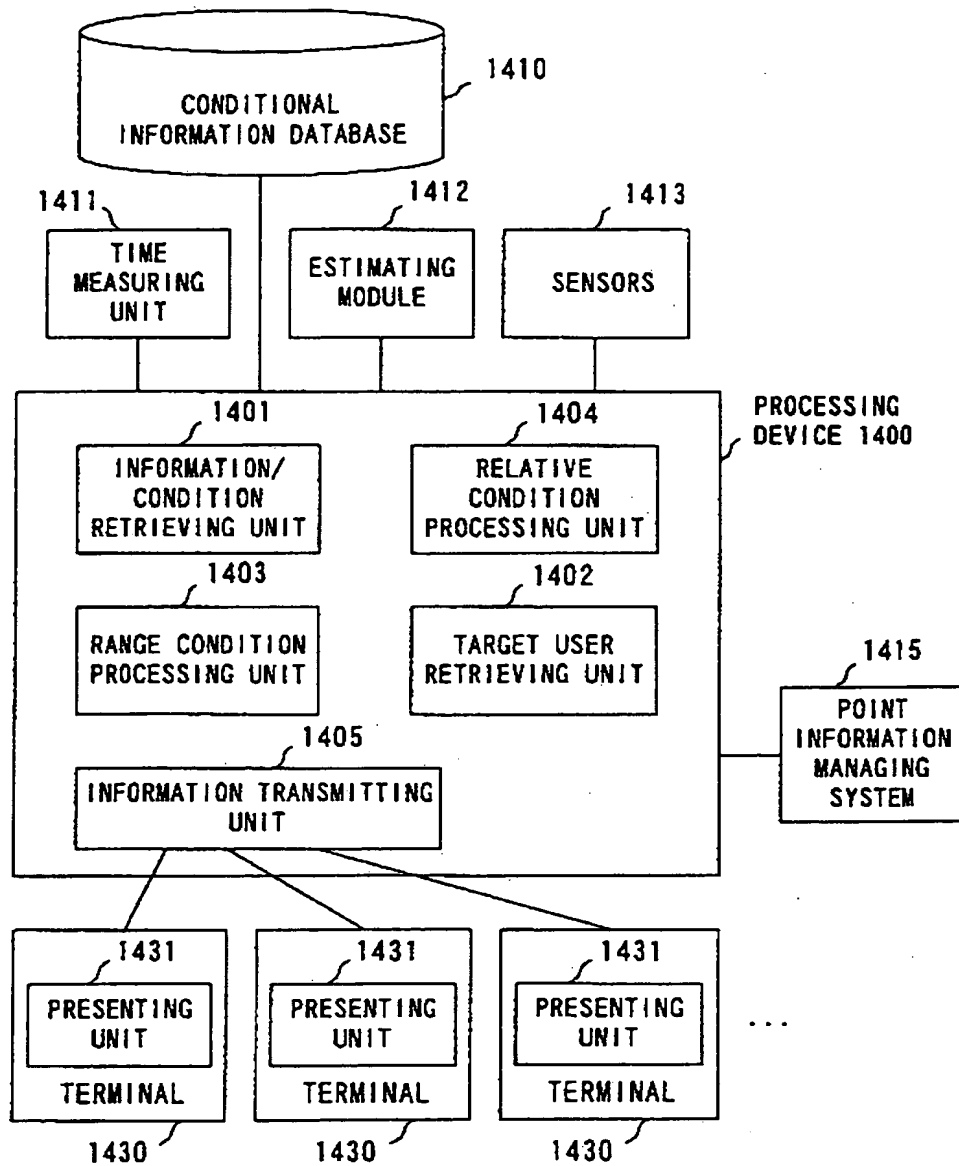 1410
CONDITIONAL
INFORMATION DATABASE
1411
1412
1413
TIME
MEASURING
UNIT
ESTIMATING
MODULE
SENSORS
PROCESSING
DEVICE 1400
1401
INFORMATION/
CONDITION
RETRIEVING UNIT
1404
RELATIVE
CONDITION
PROCESSING UNIT
1403
RANGE CONDITION
PROCESSING UNIT
1402
TARGET USER
RETRIEVING UNIT
1415
POINT
INFORMATION
MANAGING
SYSTEM
1405
INFORMATION TRANSMITTING
UNIT
1431
PRESENTING
UNIT
TERMINAL
1430
1431
PRESENTING
UNIT
TERMINAL
1430
1431
PRESENTING
UNIT
TERMINAL
1430
...